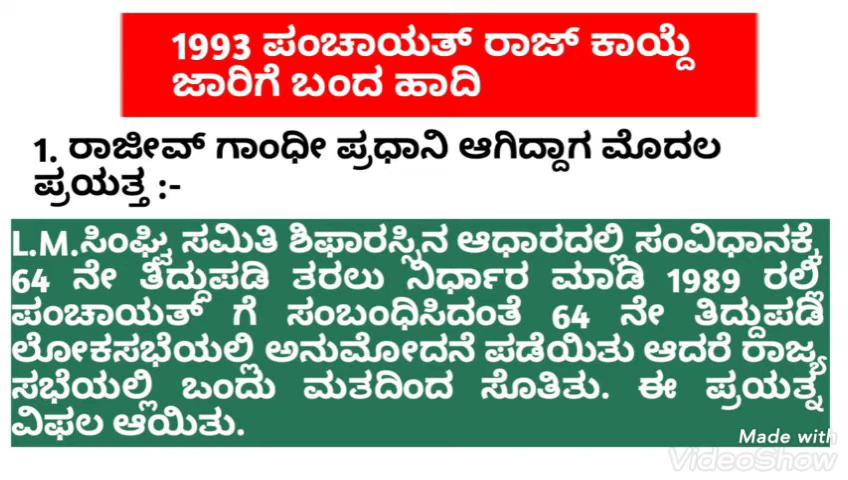 1993 ಪಂಚಾಯತ್ ರಾಜ್ ಕಾಯ್ದೆ
ಜಾರಿಗೆ ಬಂದ ಹಾದಿ
1. ರಾಜೀವ್ ಗಾಂಧೀ ಪ್ರಧಾನಿ ಆಗಿದ್ದಾಗ ಮೊದಲ
ಪ್ರಯತ್ತ :-
L.M.ಸಿಂಘ್ವಿ ಸಮಿತಿ ಶಿಫಾರಸ್ಸಿನ ಆಧಾರದಲ್ಲಿ ಸಂವಿಧಾನಕ್ಕೆ
64 ನೇ ತಿದ್ದುಪಡಿ ತರಲು ನಿರ್ಧಾರ ಮಾಡಿ 1989 ರಲ್ಲಿ
ಪಂಚಾಯತ್ ಗೆ ಸಂಬಂಧಿಸಿದಂತೆ 64 ನೇ ತಿದ್ದುಪಡಿ
ಲೋಕಸಭೆಯಲ್ಲಿ ಅನುಮೋದನೆ ಪಡೆಯಿತು ಆದರೆ ರಾಜ್ಯ
ಸಭೆಯಲ್ಲಿ ಒಂದು ಮತದಿಂದ ಸೊತಿತು. ಈ ಪ್ರಯತ್ನ
ವಿಫಲ ಆಯಿತು.
Made with
VideoShow